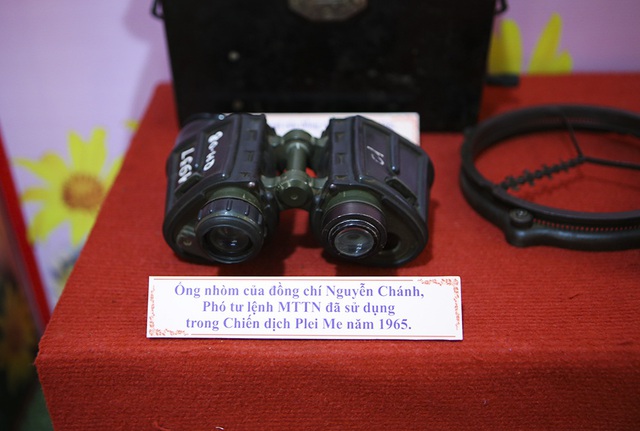 Ống nhòm của đồng chí Nguyễn Chánh,
Phó tư lệnh MTTN đã sử dụng
trong Chiến dịch Plei Me năm 1965.